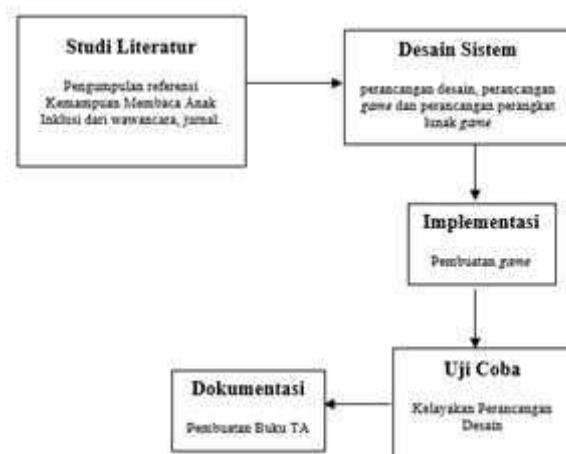 Studi Literatur
Pengumpulan referensi
Kemampuan Membaca Anak
Inklusi dari wawancara, jurnal.
Desain Sistem
perancangan desain, perancangan
game dan perancangan perangkat
lunak game
Implementasi
Pembuatan game
Uji Coba
Kelayakan Perancangan
Desain
Dokumentasi
Pembuatan Buku TA